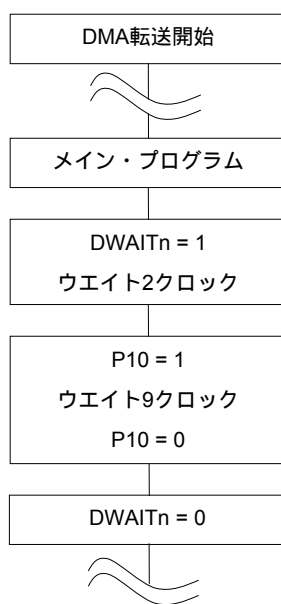 DMA転送開始
メイン・プログラム
DWAITn = 1
ウエイト2クロック
P10 = 1
ウエイト9クロック
P10 = 0
DWAITn = 0